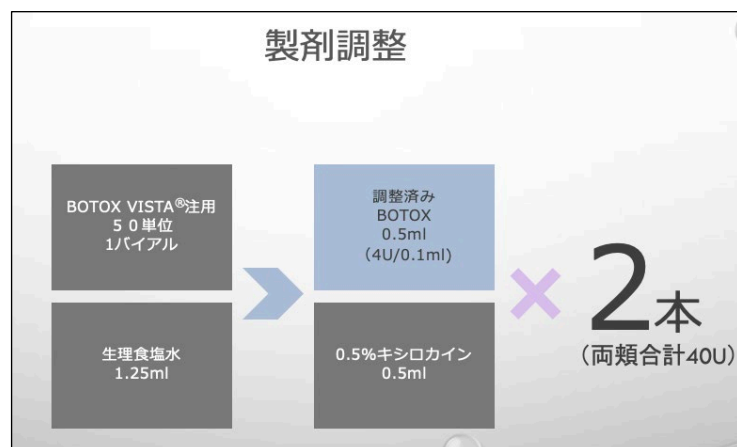 製剤調整
BOTOX VISTA®注用
５０単位
1バイアル
生理食塩水
1.25ml
調整済み
BOTOX
0.5ml
(4U/0.1ml)
0.5%キシロカイン
0.5ml
×
2本
(両頬合計40U)